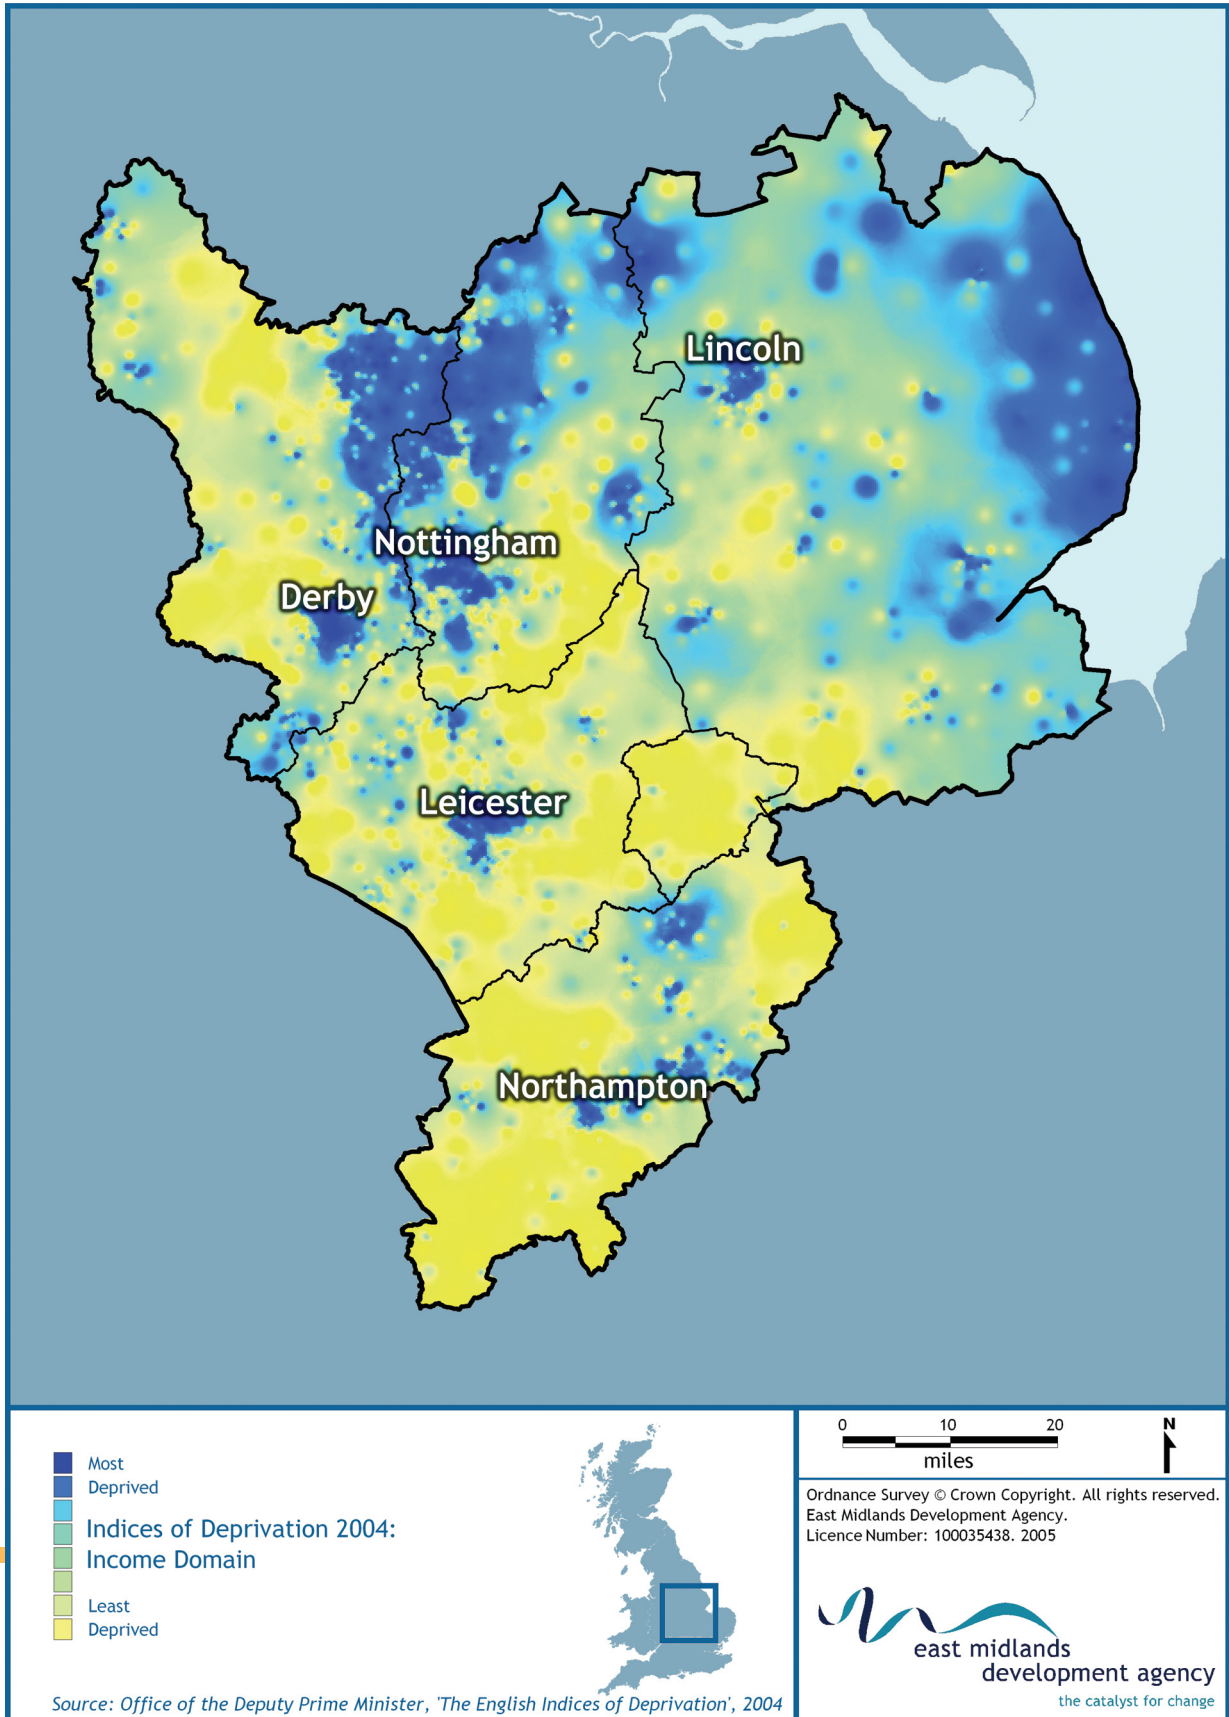 Lincoln
Nottingham
Derby
Leicester
Northampton
Most
Deprived
Indices of Deprivation 2004:
Income Domain
Least
Deprived
Source: Office of the Deputy Prime Minister, 'The English Indices of Deprivation', 2004
0 10 20
miles
N
Ordnance Survey © Crown Copyright. All rights reserved.
East Midlands Development Agency.
Licence Number: 100035438. 2005
east midlands
development agency
the catalyst for change